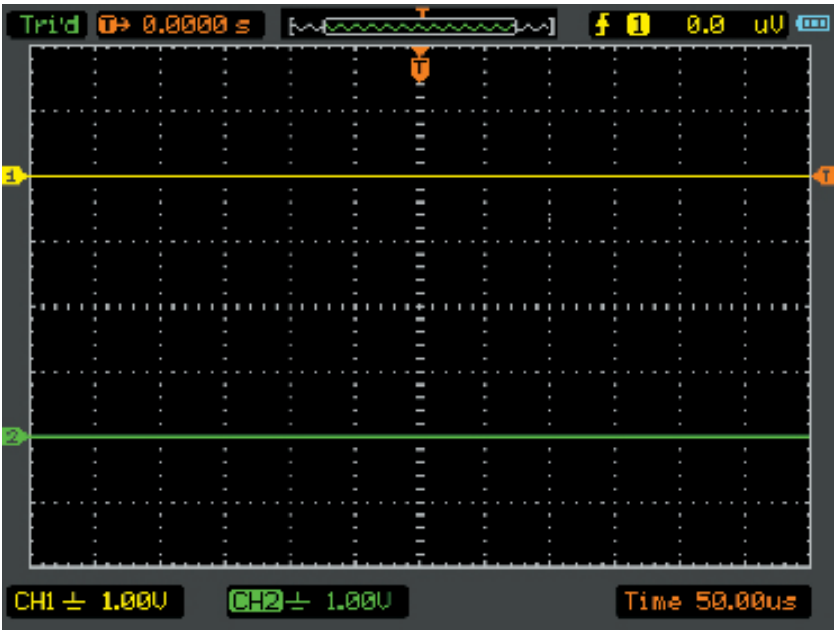 Tri'd T→ 0.0000 s T 1 0.0 uV
T
1 T
2
CH1 1.00V CH2 1.00V Time 50.00us